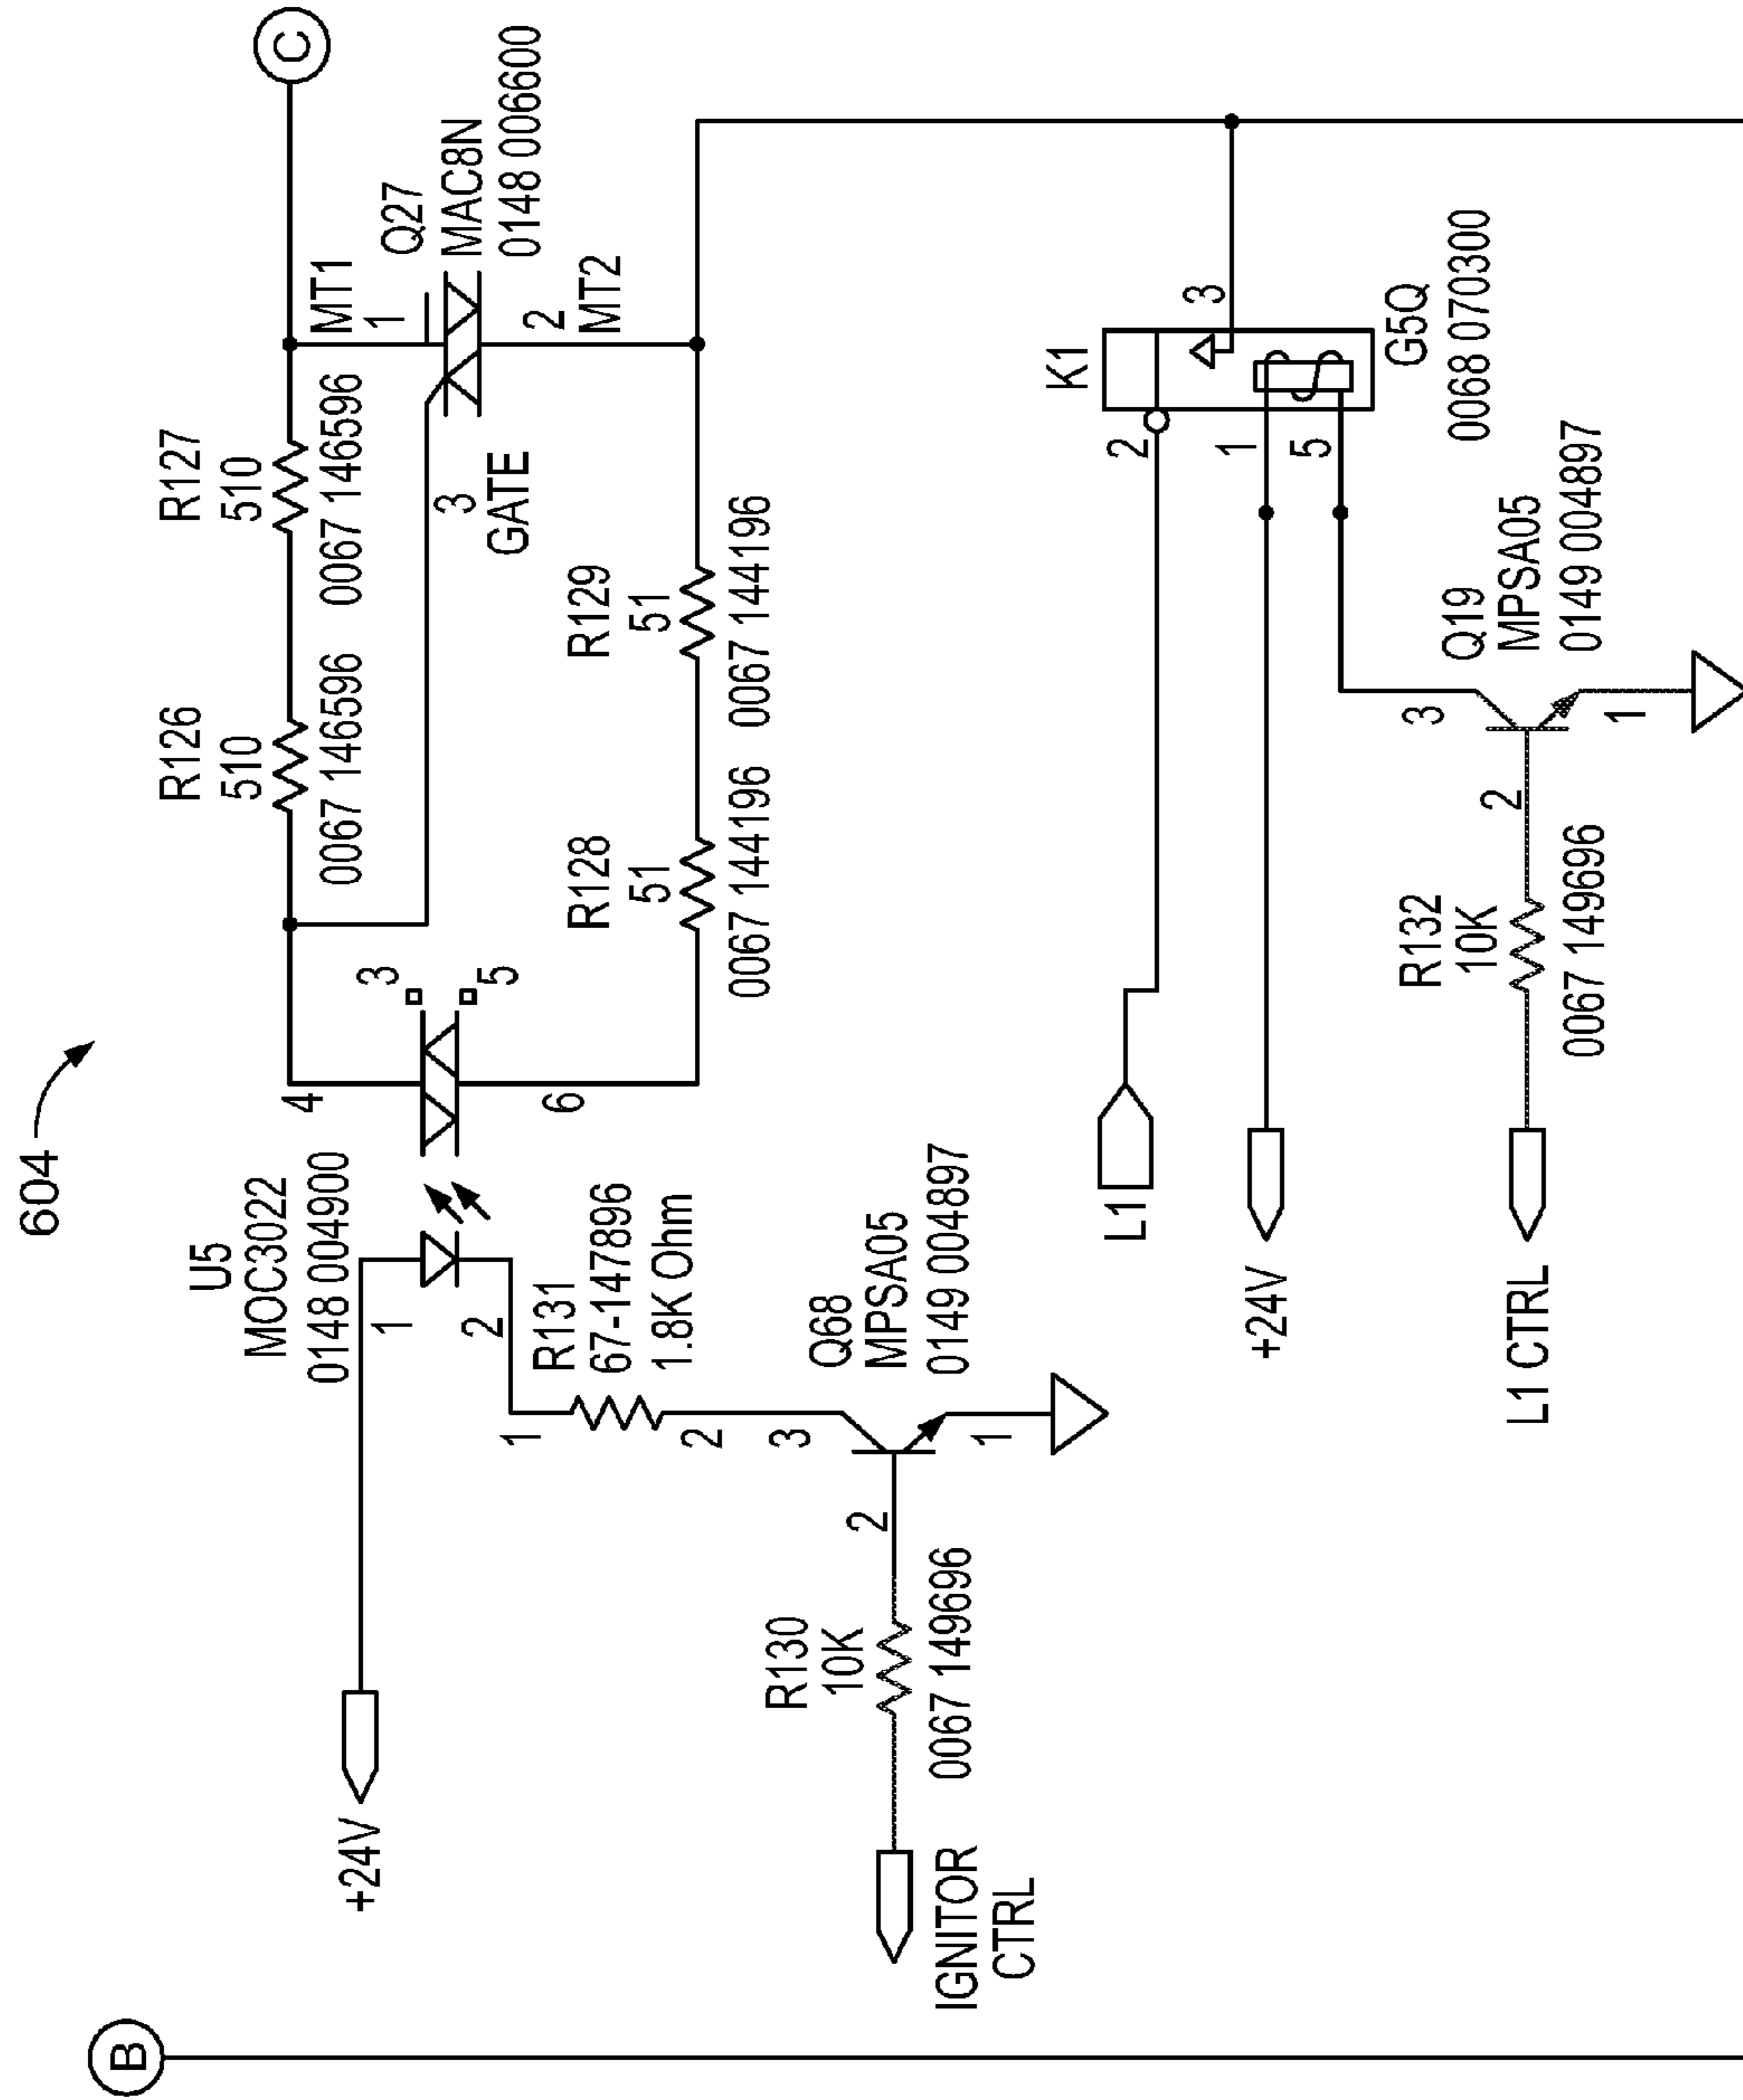 604
B
C
+24V
U5
MOC3022
0148 004900
1
2
4
6
3
5
R126
510
0067 146596
R127
510
0067 146596
MT1
1
Q27
MAC8N
0148 006600
2
MT2
3
GATE
R128
51
0067 144196
R129
51
0067 144196
1
R131
67-147896
1.8K Ohm
2
3
Q68
MPSA05
0149 004897
2
1
R130
10K
0067 149696
IGNITOR
CTRL
L1
K1
2
3
1
5
G5Q
0068 0703300
+24V
Q19
MPSA05
0149 004897
3
2
1
R132
10K
0067 149696
L1 CTRL